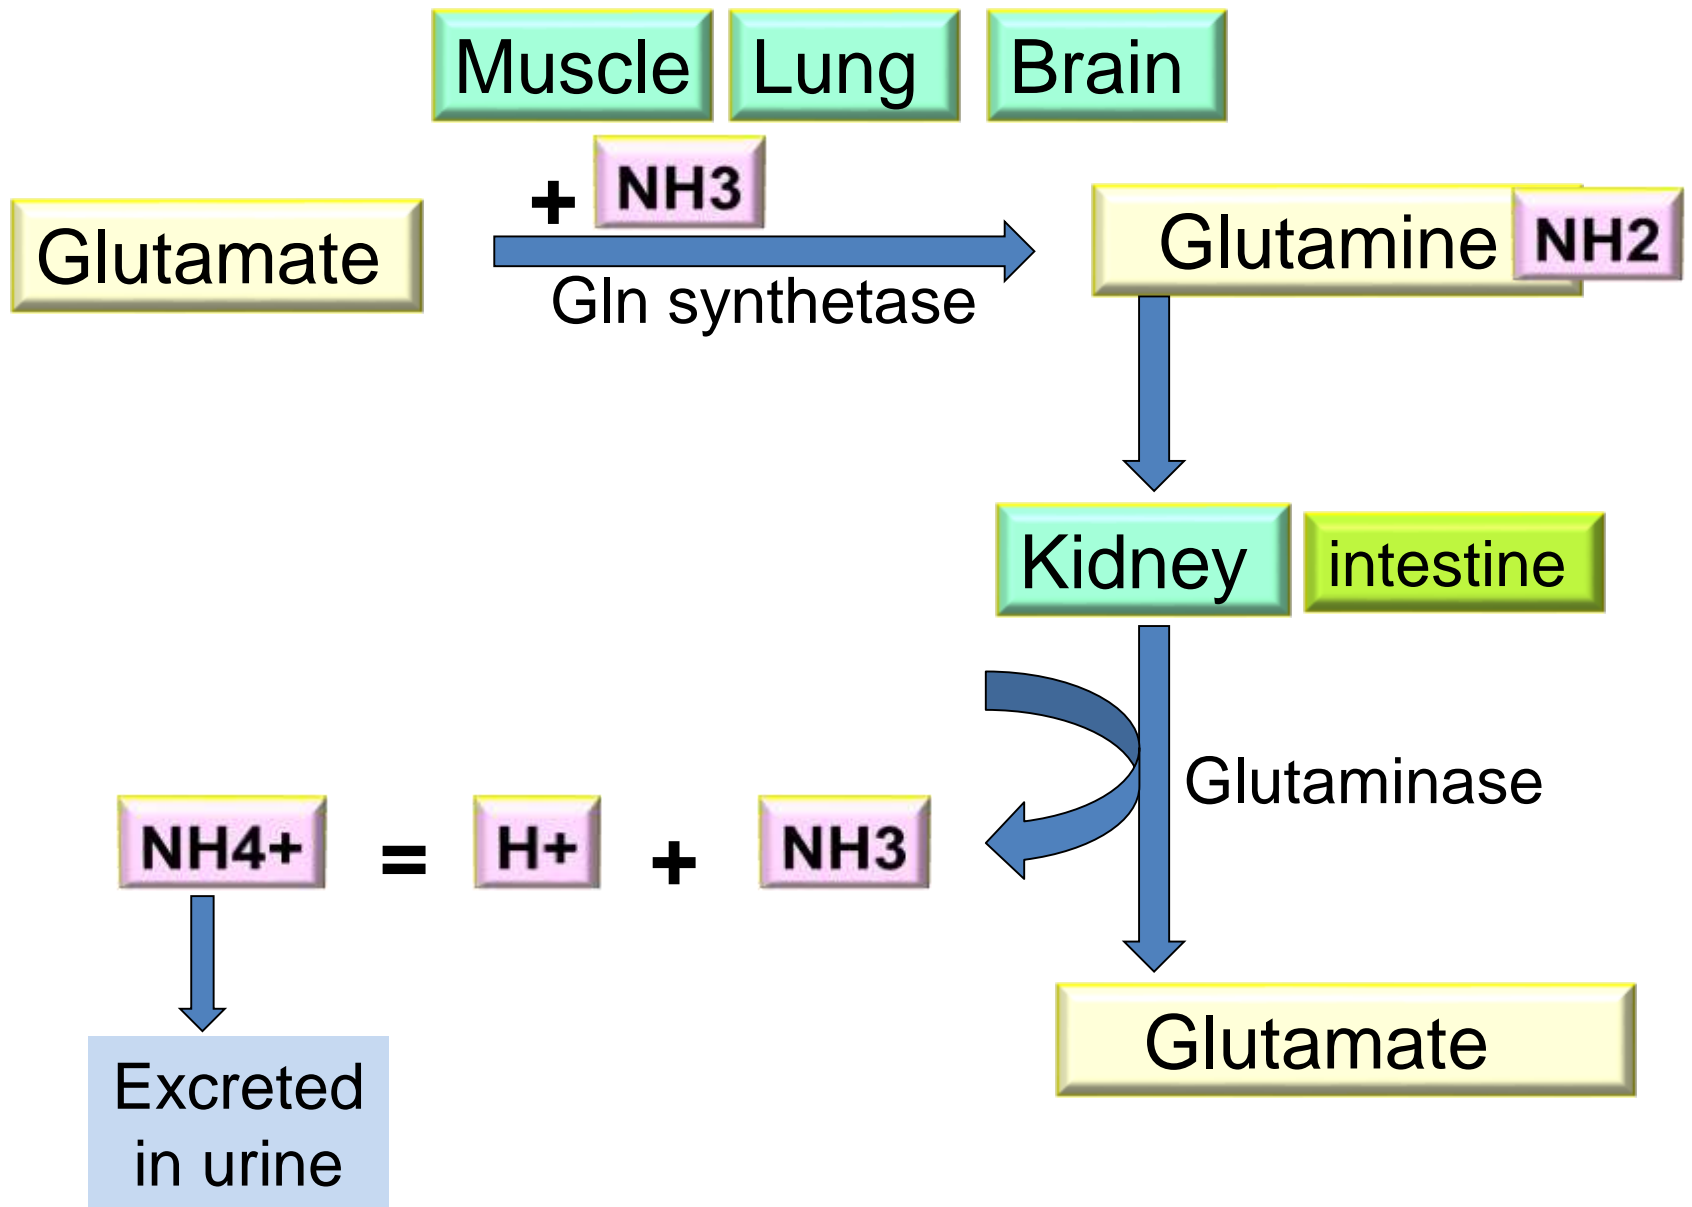 Muscle Lung Brain
+ NH3
Glutamate
Glutamine NH2
Gln synthetase
Kidney intestine
Glutaminase
NH4+ = H+ + NH3
Glutamate
Excreted
in urine